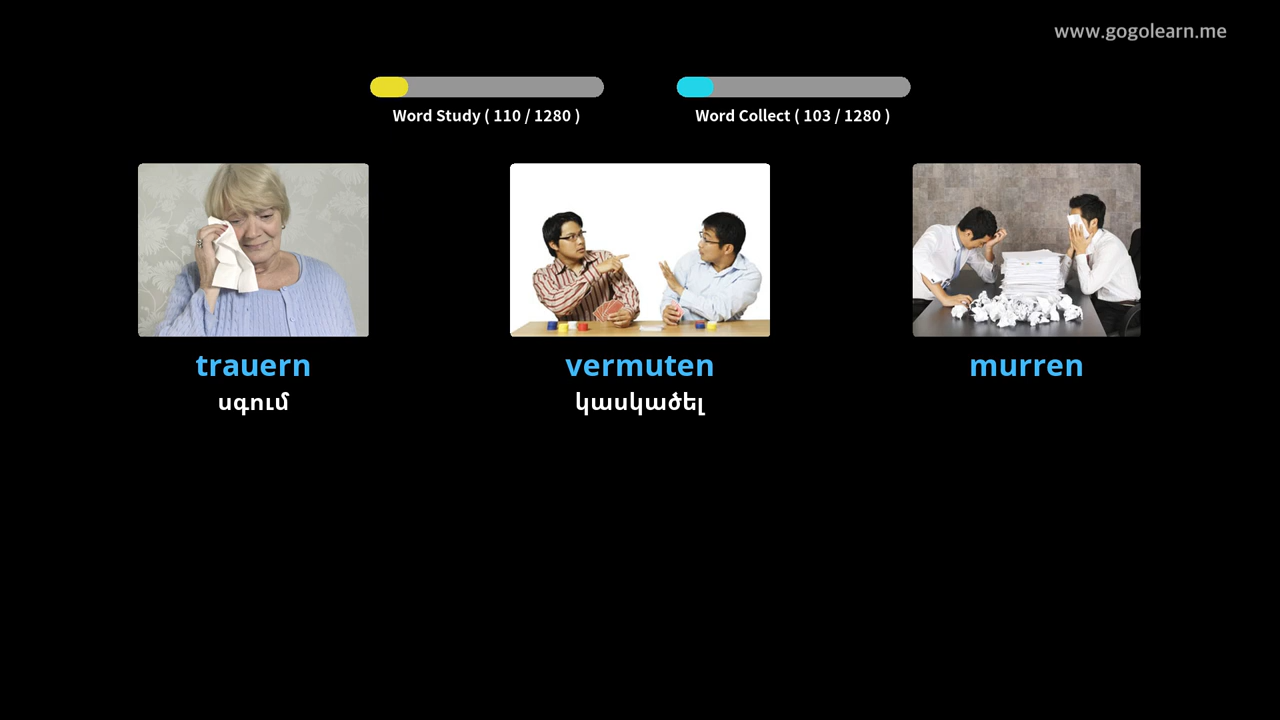 www.gogolearn.me
Word Study ( 110 / 1280 )
Word Collect ( 103 / 1280 )
trauern
սգում
vermuten
կասկածել
murren